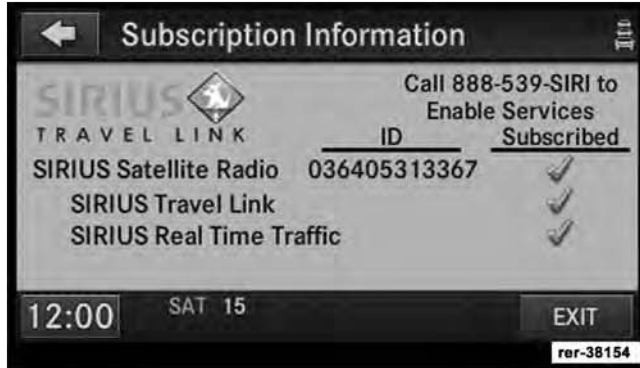 Subscription Information
Call 888-539-SIRI to
Enable Services
SIRIUS
TRAVEL LINK
ID Subscribed
SIRIUS Satellite Radio 036405313367
SIRIUS Travel Link
SIRIUS Real Time Traffic
12:00 SAT 15 EXIT
rer-38154